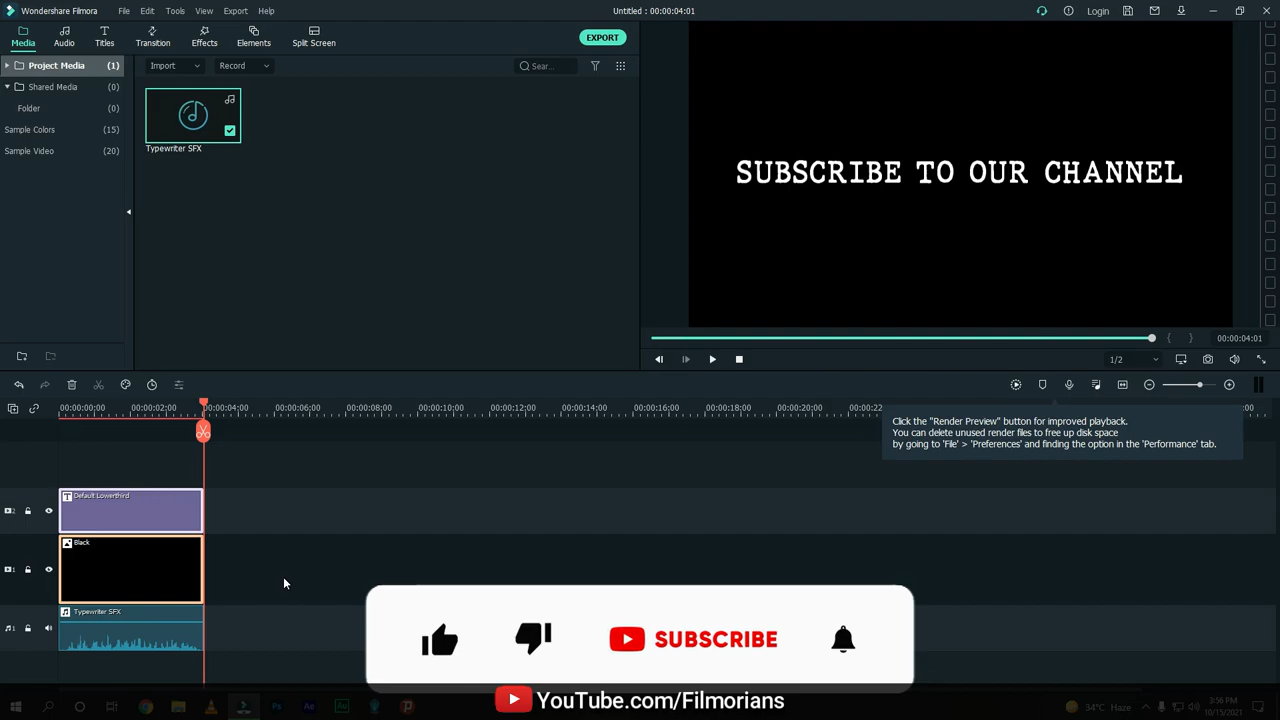 Wondershare Filmora
File Edit Tools View Export Help
Untitled : 00:00:04:01
Login
Media Audio Titles Transition Effects Elements Split Screen
EXPORT
Project Media (1)
Import
Record
Sear...
Shared Media (0)
Folder (0)
Sample Colors (15)
Sample Video (20)
Typewriter SFX
SUBSCRIBE TO OUR CHANNEL
00:00:04:01
1/2
00:00:00:00 00:00:02:00 00:00:04:00 00:00:06:00 00:00:08:00 00:00:10:00 00:00:12:00 00:00:14:00 00:00:16:00 00:00:18:00 00:00:20:00 00:00:22
Click the "Render Preview" button for improved playback.
You can delete unused render files to free up disk space
by going to 'File' > 'Preferences' and finding the option in the 'Performance' tab.
2
T Default Lowerthird
Black
1
Typewriter SFX
1
SUBSCRIBE
YouTube.com/Filmorians
Ps Ae Au
34°C Haze
3:56 PM
10/15/2021